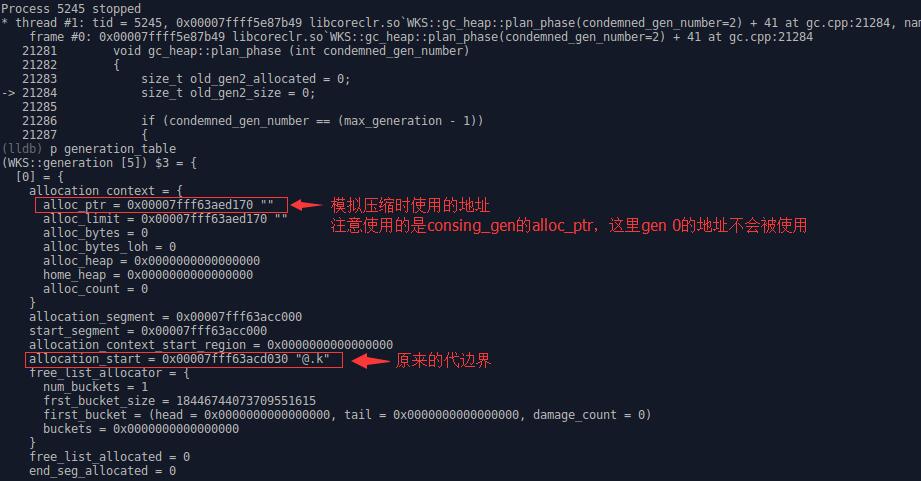 Process 5245 stopped
* thread #1: tid = 5245, 0x00007ffff5e87b49 libcoreclr.so`WKS::gc_heap::plan_phase(condemned_gen_number=2) + 41 at gc.cpp:21284, nam
frame #0: 0x00007ffff5e87b49 libcoreclr.so`WKS::gc_heap::plan_phase(condemned_gen_number=2) + 41 at gc.cpp:21284
21281 void gc_heap::plan_phase (int condemned_gen_number)
21282 {
21283 size_t old_gen2_allocated = 0;
-> 21284 size_t old_gen2_size = 0;
21285
21286 if (condemned_gen_number == (max_generation - 1))
21287 {
(lldb) p generation_table
(WKS::generation [5]) $3 = {
[0] = {
allocation_context = {
alloc_ptr = 0x00007fff63aed170 "" 模拟压缩时使用的地址
alloc_limit = 0x00007fff63aed170 "" 注意使用的是consing_gen的alloc_ptr，这里gen 0的地址不会被使用
alloc_bytes = 0
alloc_bytes_loh = 0
alloc_heap = 0x0000000000000000
home_heap = 0x0000000000000000
alloc_count = 0
}
allocation_segment = 0x00007fff63acc000
start_segment = 0x00007fff63acc000
allocation_context_start_region = 0x0000000000000000
allocation_start = 0x00007fff63acd030 "@.k" 原来的代边界
free_list_allocator = {
num_buckets = 1
frst_bucket_size = 18446744073709551615
first_bucket = (head = 0x0000000000000000, tail = 0x0000000000000000, damage_count = 0)
buckets = 0x0000000000000000
}
free_list_allocated = 0
end_seg_allocated = 0